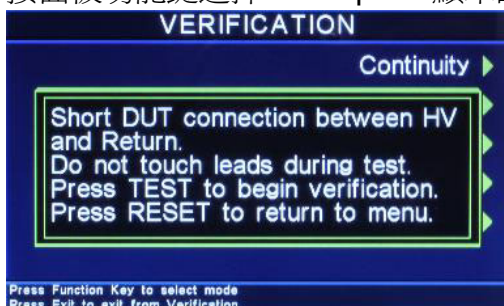 VERIFICATION
Continuity
Short DUT connection between HV
and Return.
Do not touch leads during test.
Press TEST to begin verification.
Press RESET to return to menu.
Press Function Key to select mode
Press Exit to exit from Verification